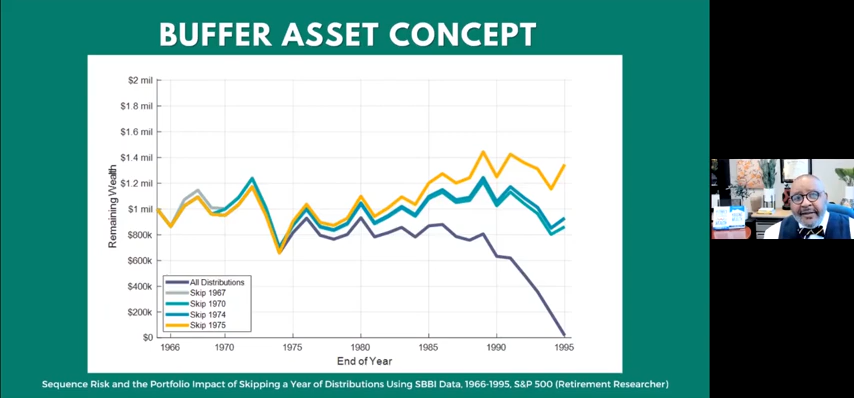 BUFFER ASSET CONCEPT
$2 mil
$1.8 mil
$1.6 mil
$1.4 mil
$1.2 mil
$1 mil
$800k
$600k
$400k
$200k
$0
Remaining Wealth
All Distributions
Skip 1967
Skip 1970
Skip 1974
Skip 1975
1966
1970
1975
1980
1985
1990
1995
End of Year
Sequence Risk and the Portfolio Impact of Skipping a Year of Distributions Using SBBI Data, 1966-1995, S&P 500 (Retirement Researcher)